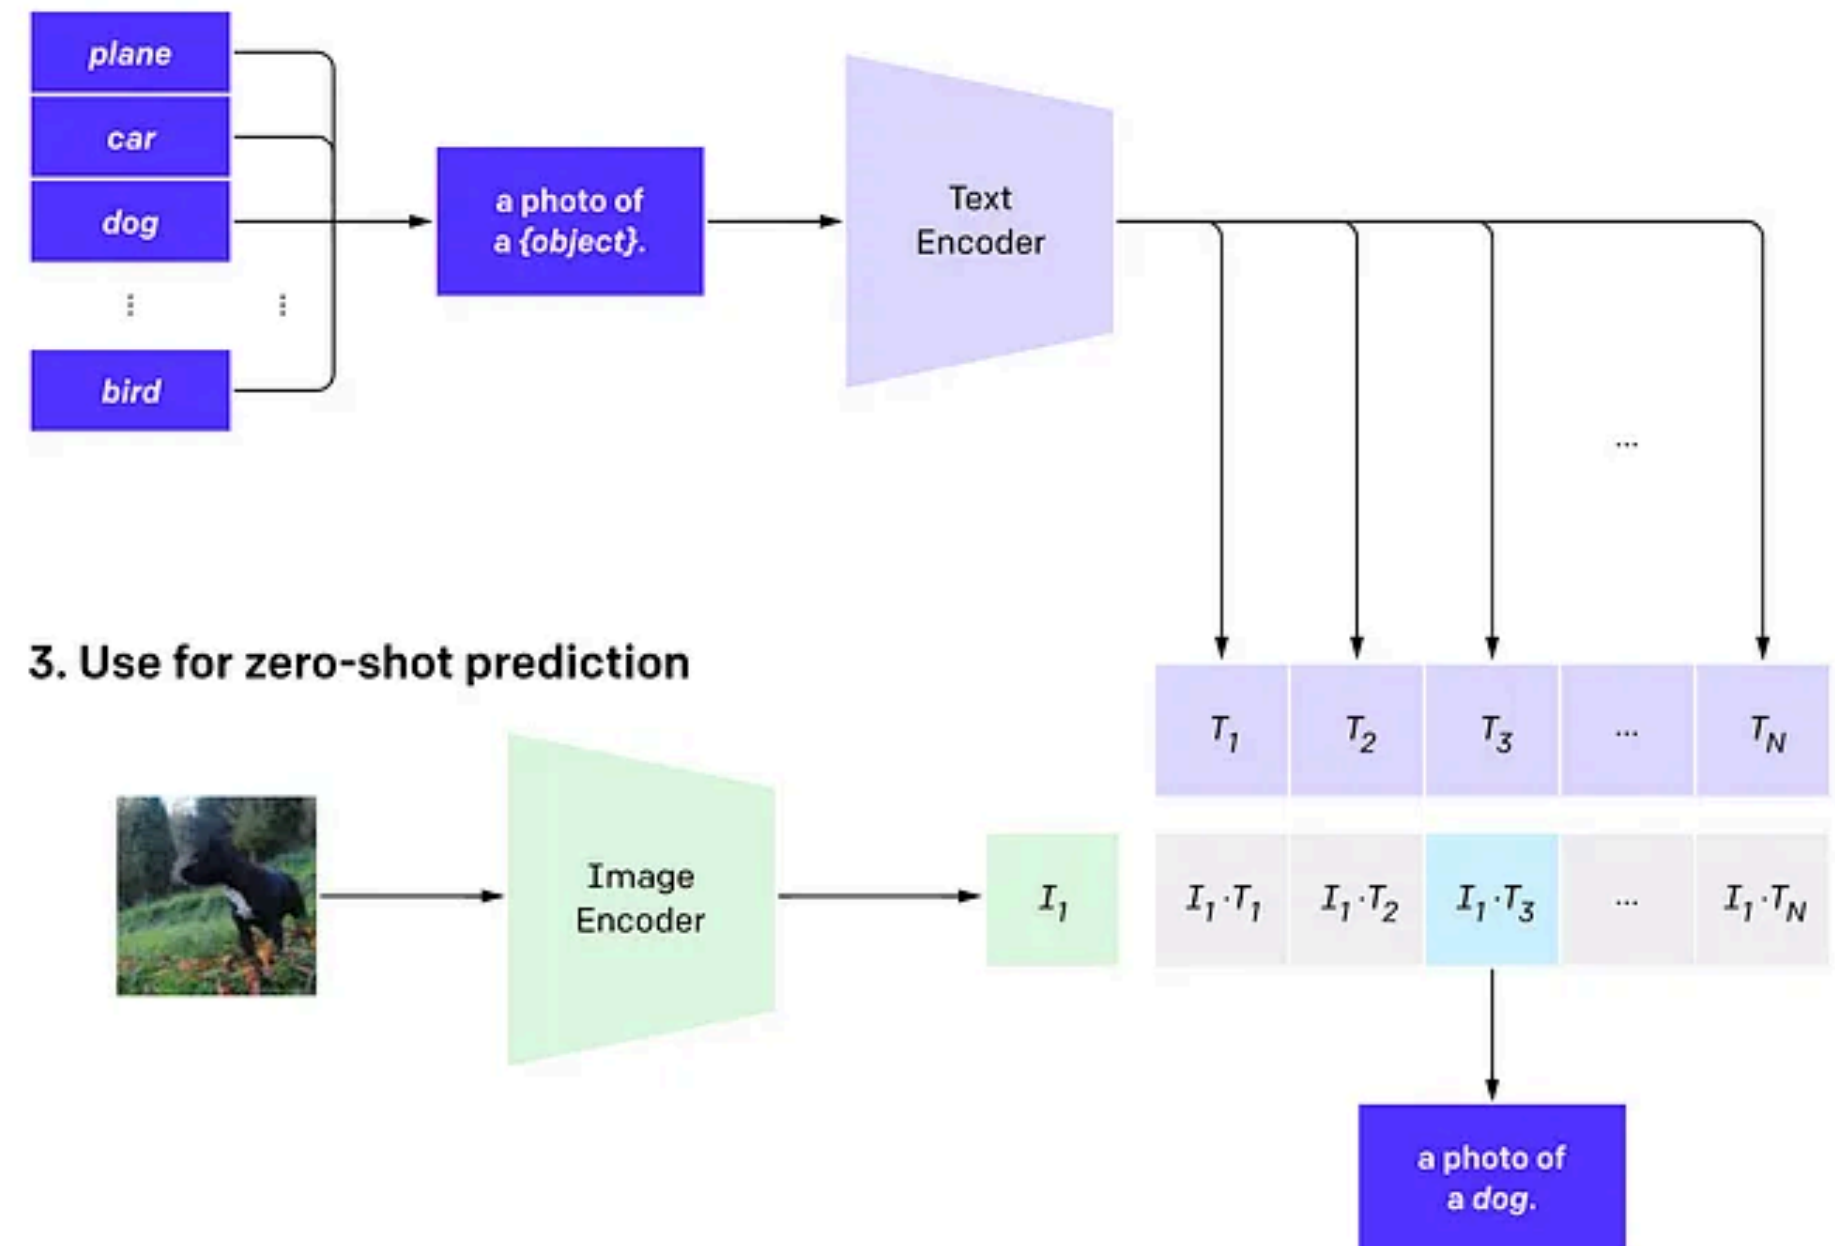 plane
car
dog
⋮ ⋮
bird
a photo of
a {object}.
Text
Encoder
...
3. Use for zero-shot prediction
T1 T2 T3 ... TN
Image
Encoder
I1
I1·T1 I1·T2 I1·T3 ... I1·TN
a photo of
a dog.